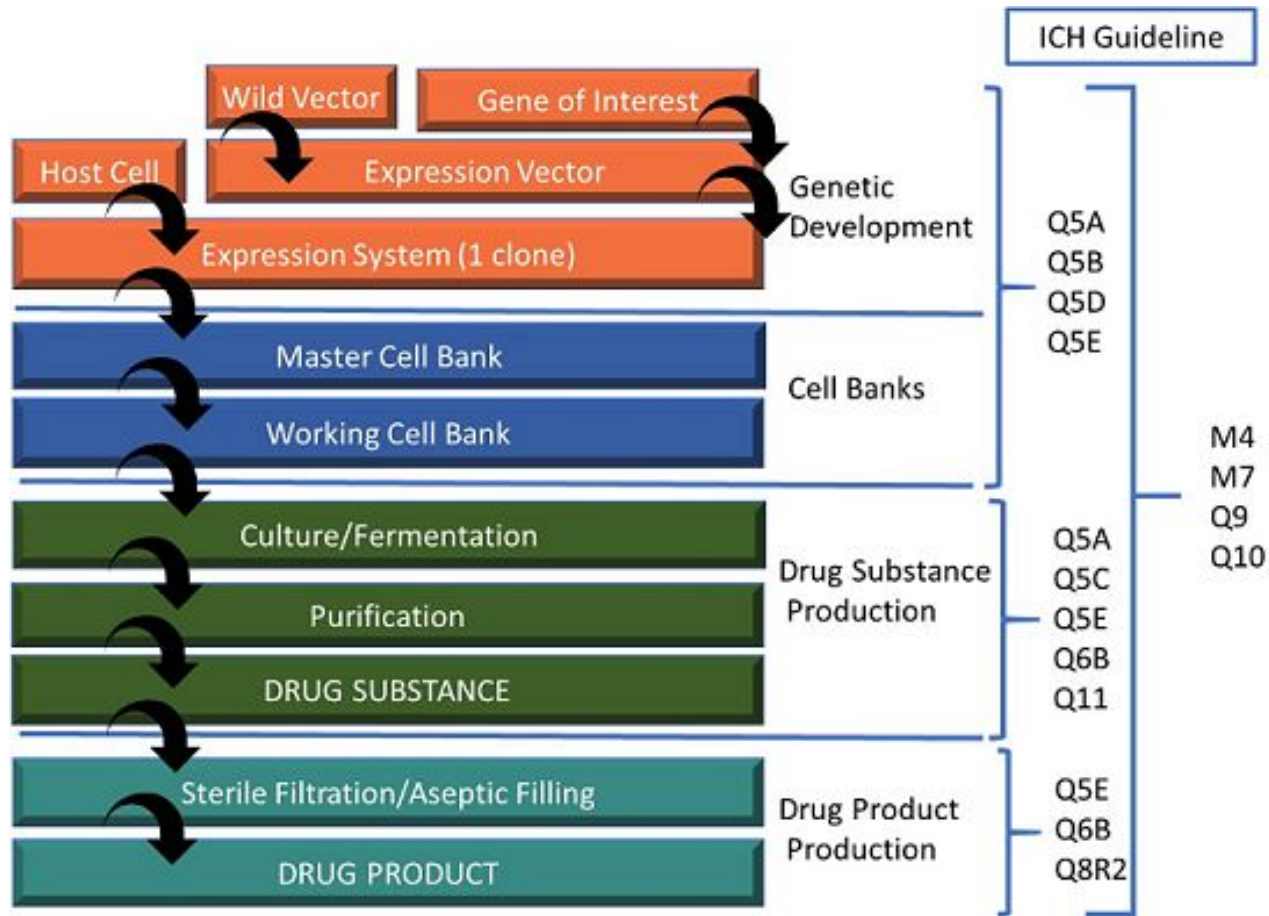 ICH Guideline
Wild Vector
Gene of Interest
Host Cell
Expression Vector
Expression System (1 clone)
Genetic
Development
Q5A
Q5B
Q5D
Q5E
Master Cell Bank
Working Cell Bank
Cell Banks
Culture/Fermentation
Purification
DRUG SUBSTANCE
Drug Substance
Production
Q5A
Q5C
Q5E
Q6B
Q11
Sterile Filtration/Aseptic Filling
DRUG PRODUCT
Drug Product
Production
Q5E
Q6B
Q8R2
M4
M7
Q9
Q10